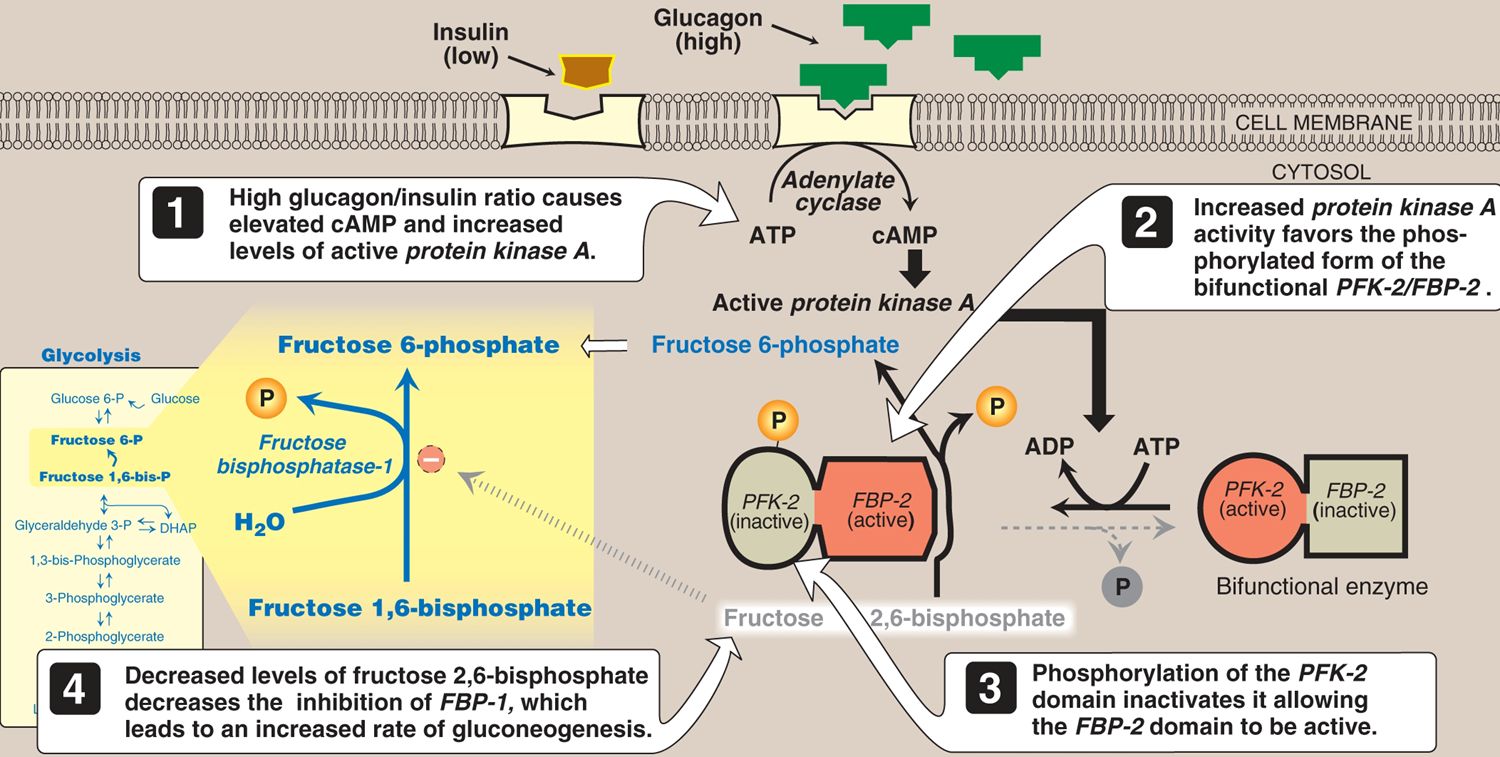 Insulin
(low)
Glucagon
(high)
CELL MEMBRANE
CYTOSOL
1
High glucagon/insulin ratio causes
elevated cAMP and increased
levels of active protein kinase A.
Adenylate
cyclase
ATP
cAMP
Active protein kinase A
2
Increased protein kinase A
activity favors the phos-
phorylated form of the
bifunctional PFK-2/FBP-2 .
Glycolysis
Glucose 6-P
Glucose
Fructose 6-P
Fructose 1,6-bis-P
Glyceraldehyde 3-P
DHAP
1,3-bis-Phosphoglycerate
3-Phosphoglycerate
2-Phosphoglycerate
Fructose 6-phosphate
P
Fructose
bisphosphatase-1
H2O
Fructose 1,6-bisphosphate
Fructose 6-phosphate
P
P
PFK-2
(inactive)
FBP-2
(active)
ADP
ATP
P
PFK-2
(active)
FBP-2
(inactive)
Bifunctional enzyme
Fructose 2,6-bisphosphate
4
Decreased levels of fructose 2,6-bisphosphate
decreases the inhibition of FBP-1, which
leads to an increased rate of gluconeogenesis.
3
Phosphorylation of the PFK-2
domain inactivates it allowing
the FBP-2 domain to be active.